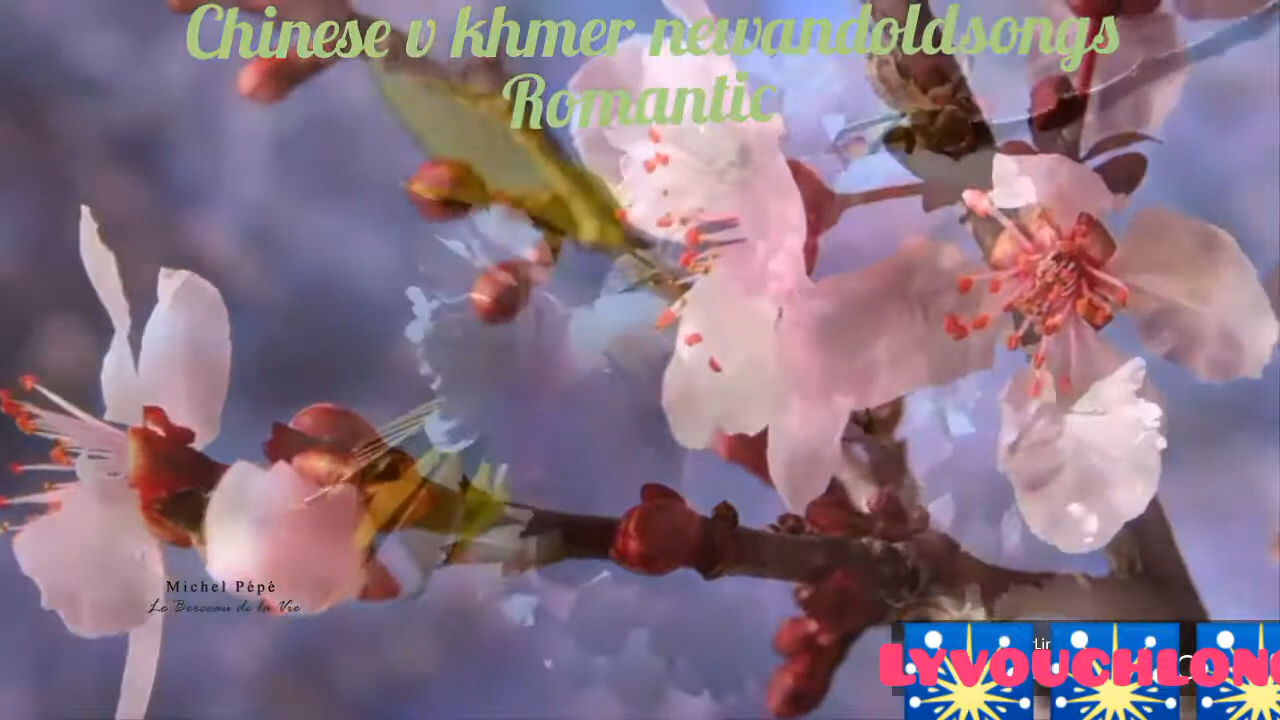 Chinese v khmer newandoldsongs
Romantic
Michel Pépé
Le Berceau de la Vie
LYVOUCHLONG